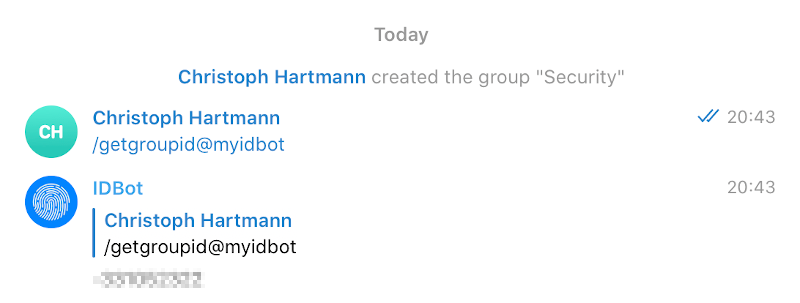 Today
Christoph Hartmann created the group "Security"
CH
Christoph Hartmann
20:43
/getgroupid@myidbot
IDBot
20:43
Christoph Hartmann
/getgroupid@myidbot